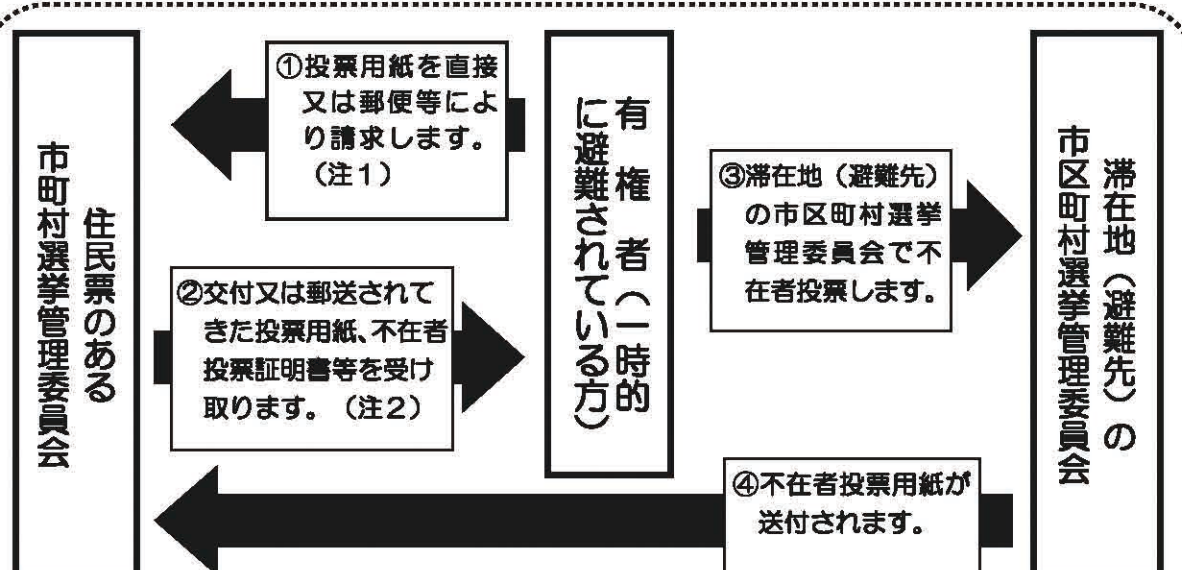 住民票のある
市町村選挙管理委員会
①投票用紙を直接
又は郵便等によ
り請求します。
（注１）
②交付又は郵送されて
きた投票用紙、不在者
投票証明書等を受け
取ります。（注２）
有権者（一時的
に避難されている方）
③滞在地（避難先）
の市区町村選挙
管理委員会で不
在者投票します。
④不在者投票用紙が
送付されます。
滞在地（避難先）の
市区町村選挙管理委員会